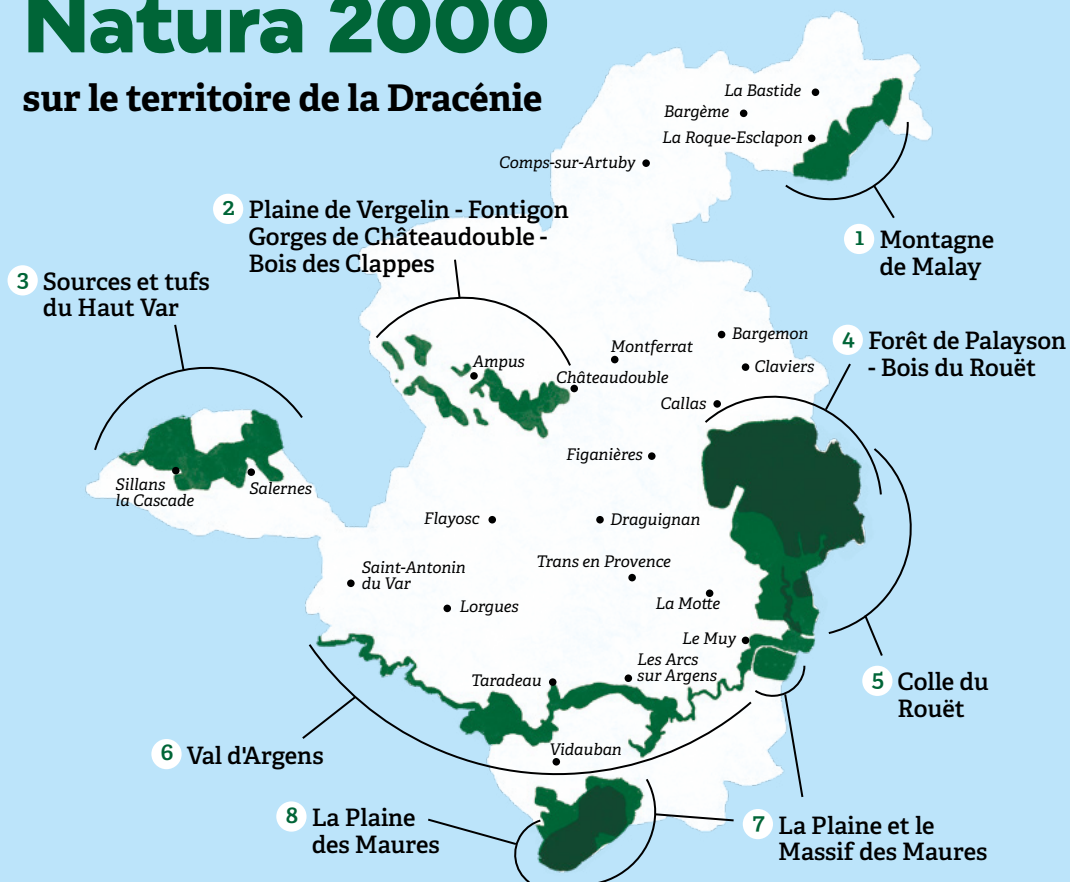 Natura 2000
sur le territoire de la Dracénie
La Bastide
Bargème
La Roque-Esclapon
Comps-sur-Artuby
1 Montagne
de Malay
2 Plaine de Vergelin - Fontigon
Gorges de Châteaudouble -
Bois des Clappes
3 Sources et tufs
du Haut Var
4 Forêt de Palayson
- Bois du Rouët
Bargemon
Montferrat
Ampus
Claviers
Châteaudouble
Callas
Figanières
Sillans
la Cascade
Salernes
Flayosc
Draguignan
Trans en Provence
Saint-Antonin
du Var
Lorgues
La Motte
Le Muy
Les Arcs
sur Argens
Taradeau
5 Colle du
Rouët
6 Val d'Argens
Vidauban
8 La Plaine
des Maures
7 La Plaine et le
Massif des Maures